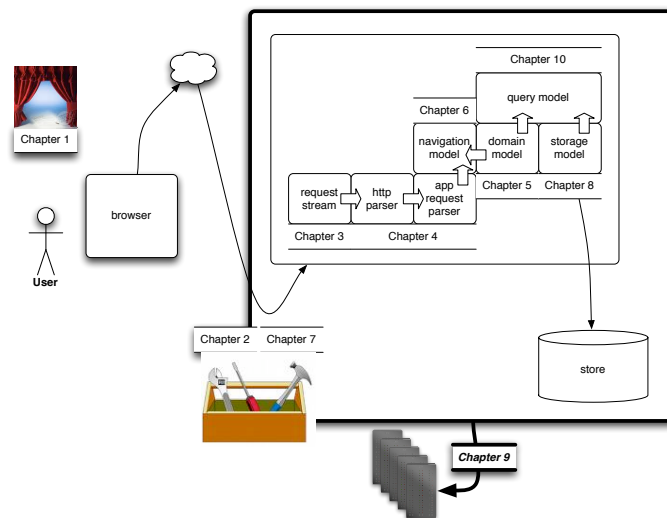 Chapter 10
query model
Chapter 6
navigation
model
domain
model
storage
model
Chapter 1
request
stream
http
parser
app
request
parser
Chapter 5
Chapter 8
browser
Chapter 3
Chapter 4
User
Chapter 2
Chapter 7
store
Chapter 9